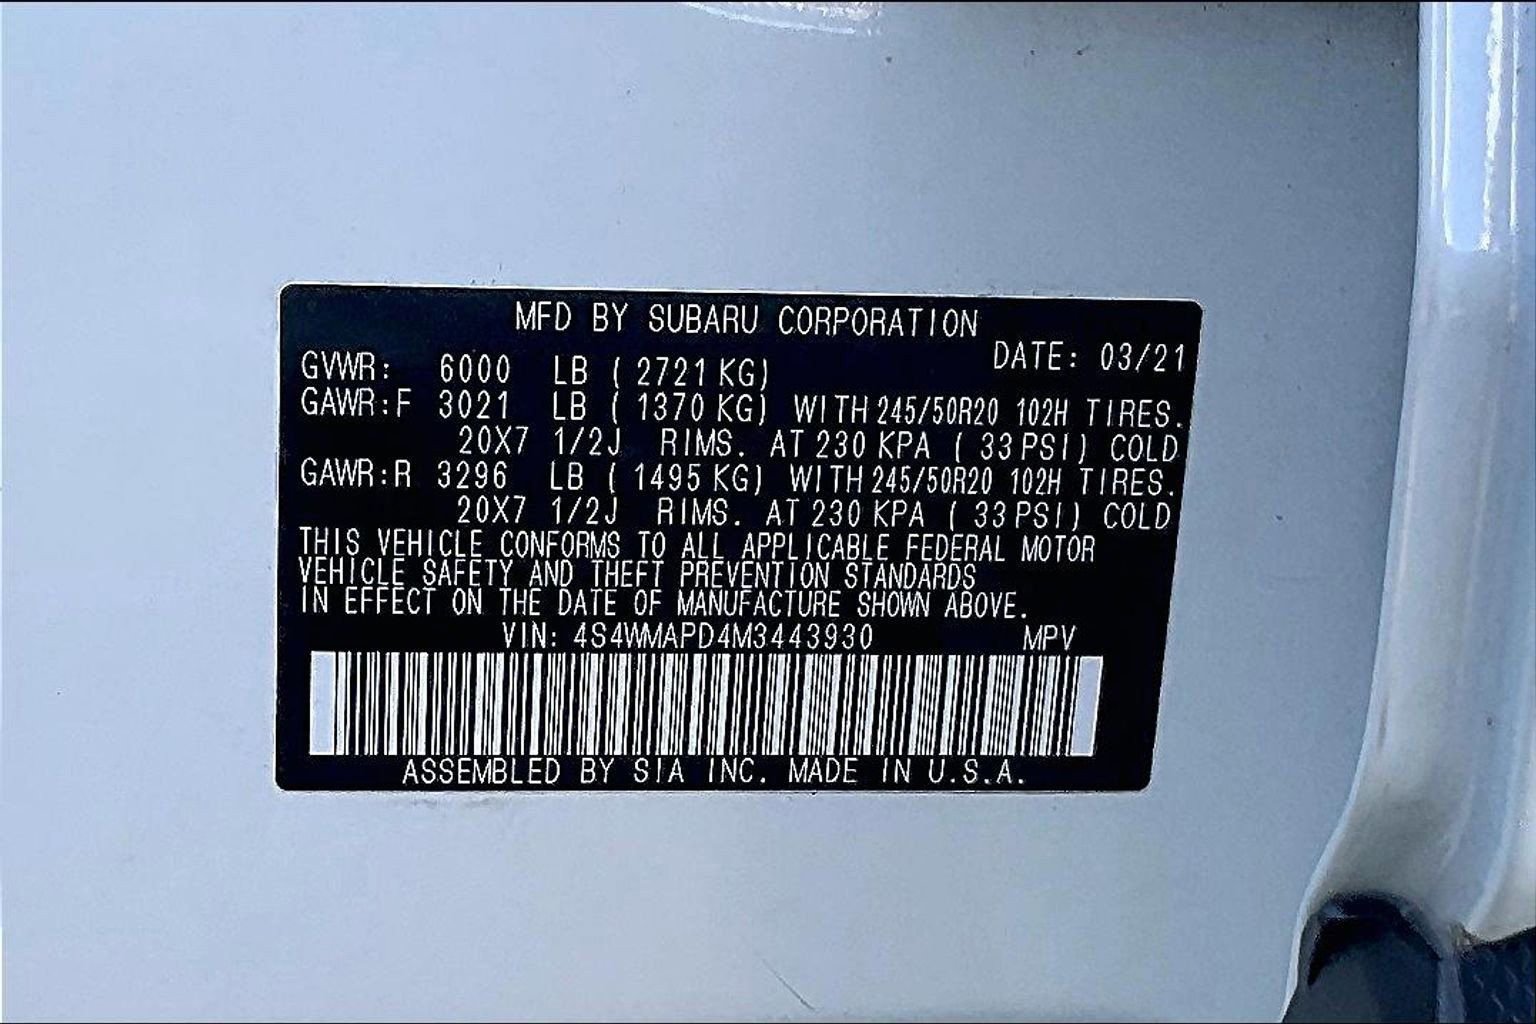 MFD BY SUBARU CORPORATION
DATE: 03/21
GVWR: 6000 LB ( 2721 KG)
GAWR:F 3021 LB ( 1370 KG) WITH 245/50R20 102H TIRES.
20X7 1/2J RIMS. AT 230 KPA ( 33 PSI) COLD
GAWR:R 3296 LB ( 1495 KG) WITH 245/50R20 102H TIRES.
20X7 1/2J RIMS. AT 230 KPA ( 33 PSI) COLD
THIS VEHICLE CONFORMS TO ALL APPLICABLE FEDERAL MOTOR
VEHICLE SAFETY AND THEFT PREVENTION STANDARDS
IN EFFECT ON THE DATE OF MANUFACTURE SHOWN ABOVE.
VIN: 4S4WMAPD4M3443930 MPV
ASSEMBLED BY SIA INC. MADE IN U.S.A.